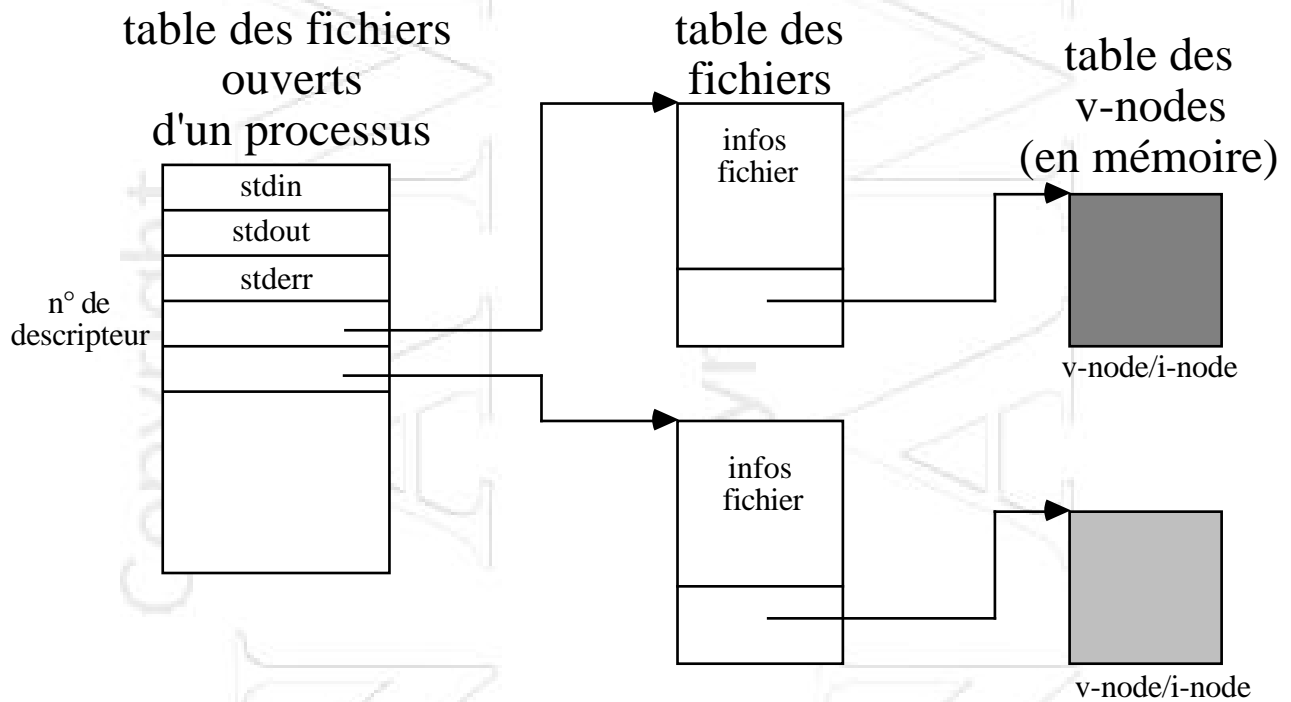 table des fichiers
ouverts
d'un processus
stdin
stdout
stderr
n° de
descripteur
table des
fichiers
infos
fichier
infos
fichier
table des
v-nodes
(en mémoire)
v-node/i-node
v-node/i-node
Copyright